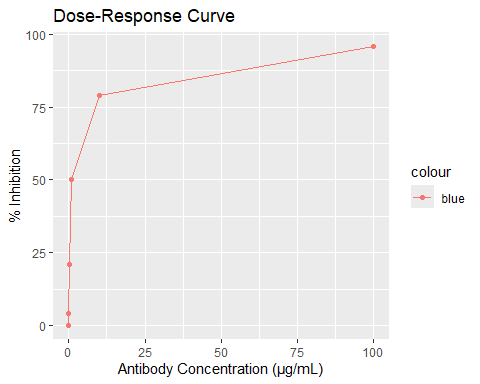 Dose-Response Curve
100
75
50
25
0
% Inhibition
0 25 50 75 100
Antibody Concentration (µg/mL)
colour
blue